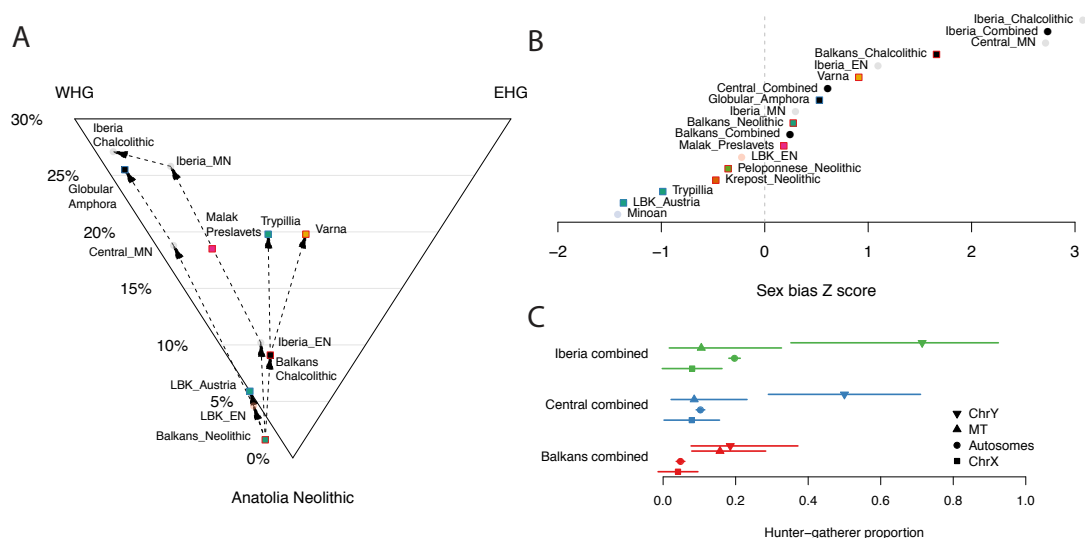 A
WHG
EHG
30%
Iberia
Chalcolithic
Iberia_MN
25%
Globular
Amphora
Malak
Preslavets
Trypillia
Varna
20%
Central_MN
15%
10%
Iberia_EN
Balkans
Chalcolithic
LBK_Austria
5%
LBK_EN
Balkans_Neolithic
0%
Anatolia Neolithic
B
Iberia_Chalcolithic
Iberia_Combined
Central_MN
Balkans_Chalcolithic
Iberia_EN
Varna
Central_Combined
Globular_Amphora
Iberia_MN
Balkans_Neolithic
Balkans_Combined
Malak_Preslavets
LBK_EN
Peloponnese_Neolithic
Krepost_Neolithic
Trypillia
LBK_Austria
Minoan
−2 −1 0 1 2 3
Sex bias Z score
C
Iberia combined
Central combined
Balkans combined
ChrY
MT
Autosomes
ChrX
0.0 0.2 0.4 0.6 0.8 1.0
Hunter−gatherer proportion